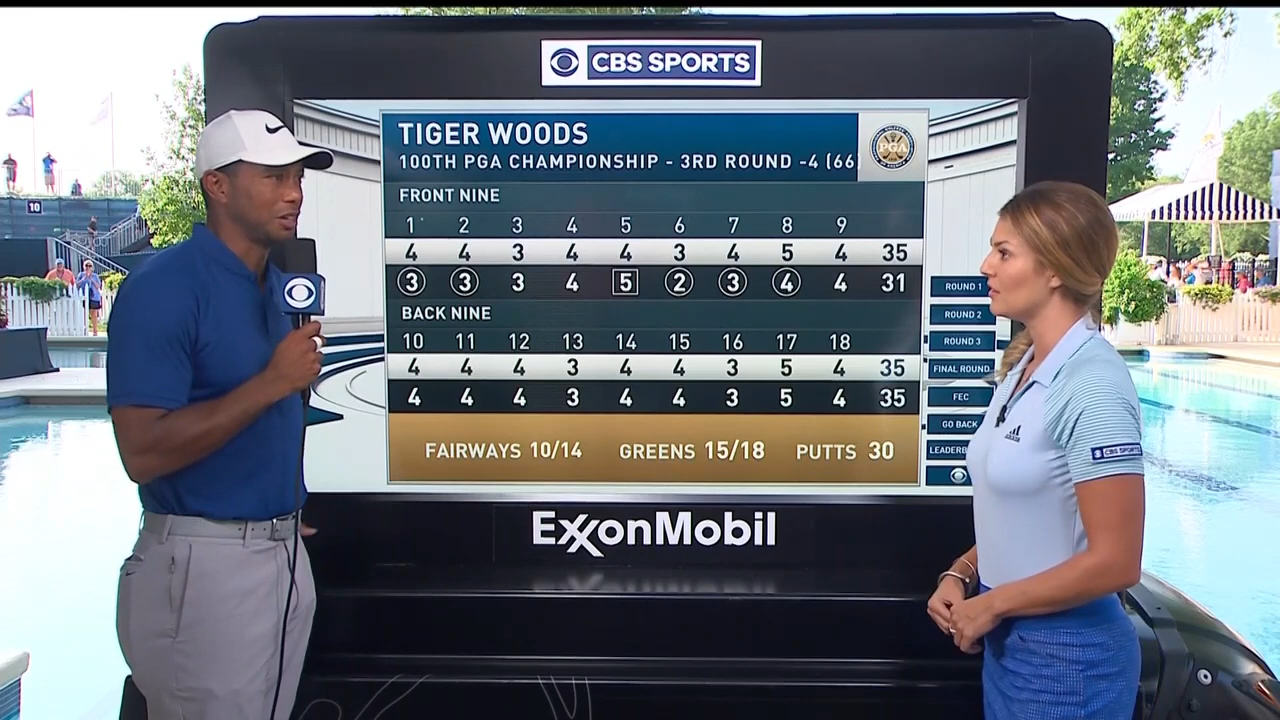 CBS SPORTS
TIGER WOODS
100TH PGA CHAMPIONSHIP - 3RD ROUND -4 (66)
PGA
FRONT NINE
1 2 3 4 5 6 7 8 9
4 4 3 4 4 3 4 5 4 35
3 3 3 4 5 2 3 4 4 31
BACK NINE
10 11 12 13 14 15 16 17 18
4 4 4 3 4 4 3 5 4 35
4 4 4 3 4 4 3 5 4 35
FAIRWAYS 10/14 GREENS 15/18 PUTTS 30
ROUND 1
ROUND 2
ROUND 3
FINAL ROUND
FEC
GO BACK
LEADERB
ExxonMobil
10
adidas
CBS SPORTS